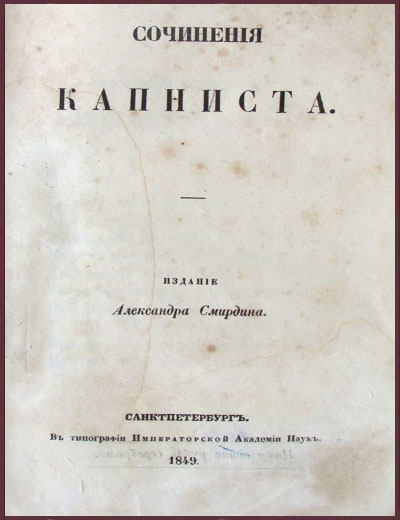 СОЧИНЕНІЯ
КАПНИСТА.
ИЗДАНІЕ
Александра Смирдина.
САНКТПЕТЕРБУРГЪ.
Въ типографіи Императорской Академіи Наукъ.
1849.